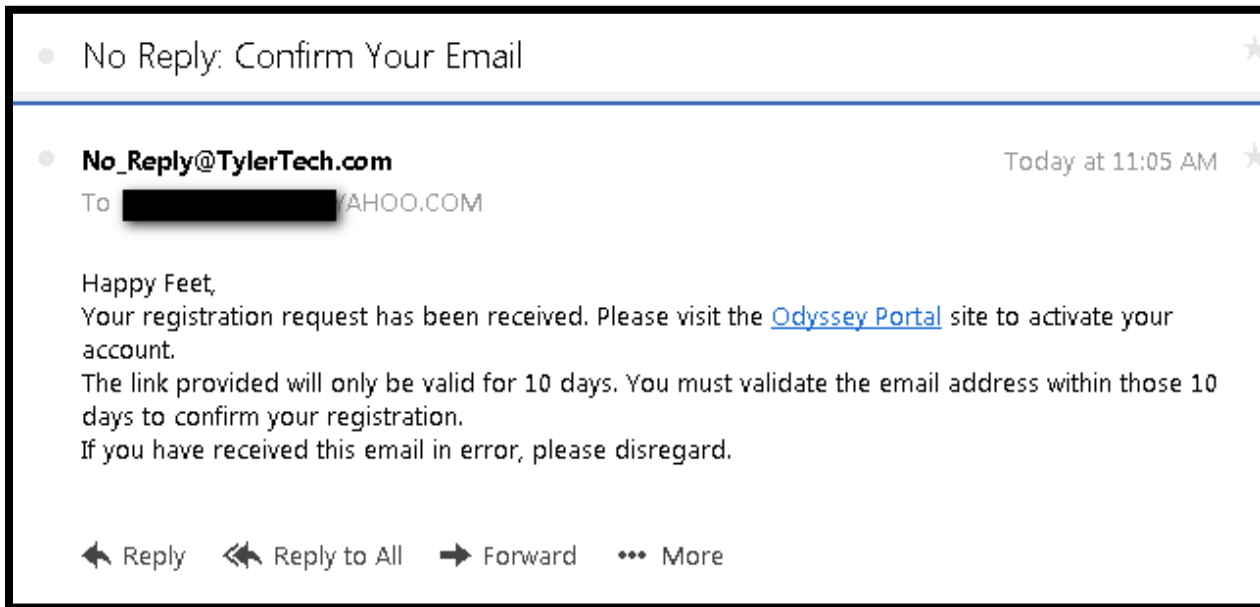 No Reply: Confirm Your Email
No_Reply@TylerTech.com
Today at 11:05 AM
To YAHOO.COM
Happy Feet,
Your registration request has been received. Please visit the Odyssey Portal site to activate your
account.
The link provided will only be valid for 10 days. You must validate the email address within those 10
days to confirm your registration.
If you have received this email in error, please disregard.
Reply Reply to All Forward ••• More